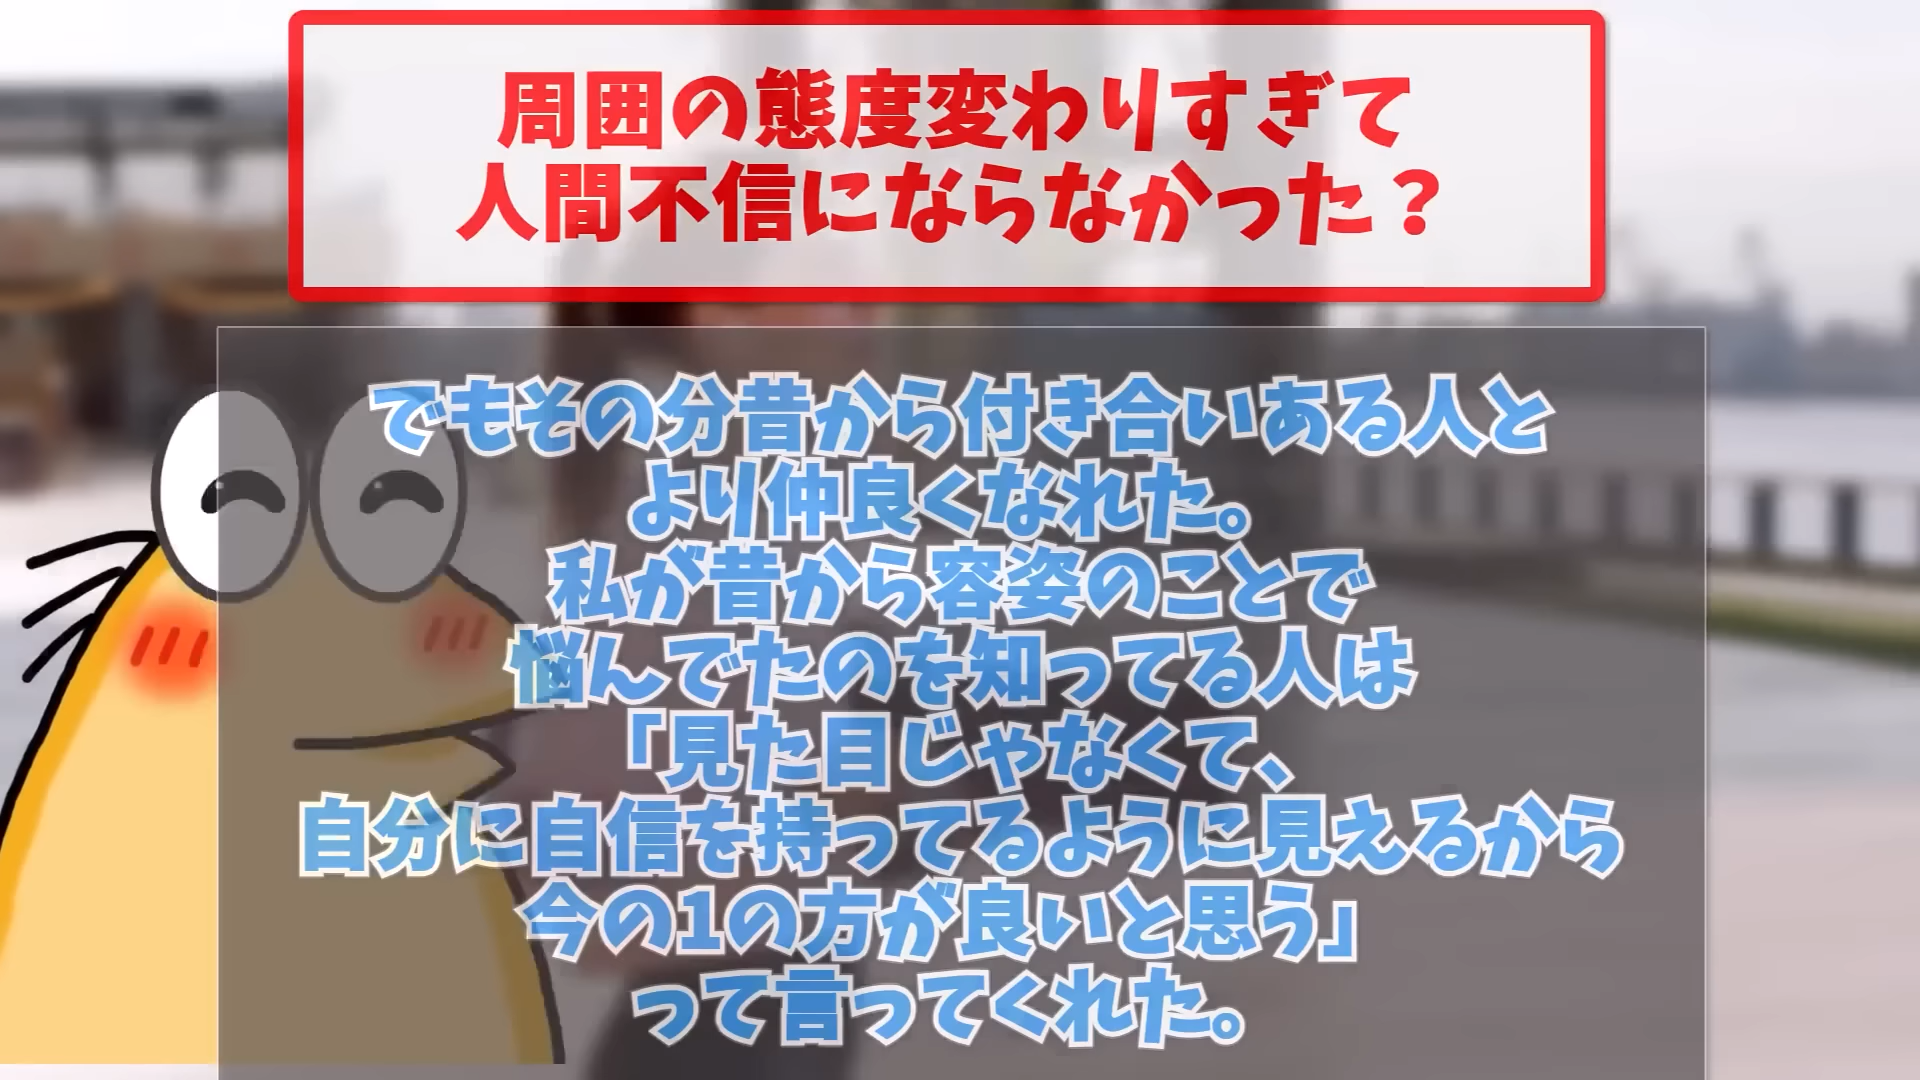 周囲の態度変わりすぎて
人間不信にならなかった？
でもその分昔から付き合いある人と
より仲良くなれた。
私が昔から容姿のことで
悩んでたのを知ってる人は
「見た目じゃなくて、
自分に自信を持ってるように見えるから
今の1の方が良いと思う」
って言ってくれた。